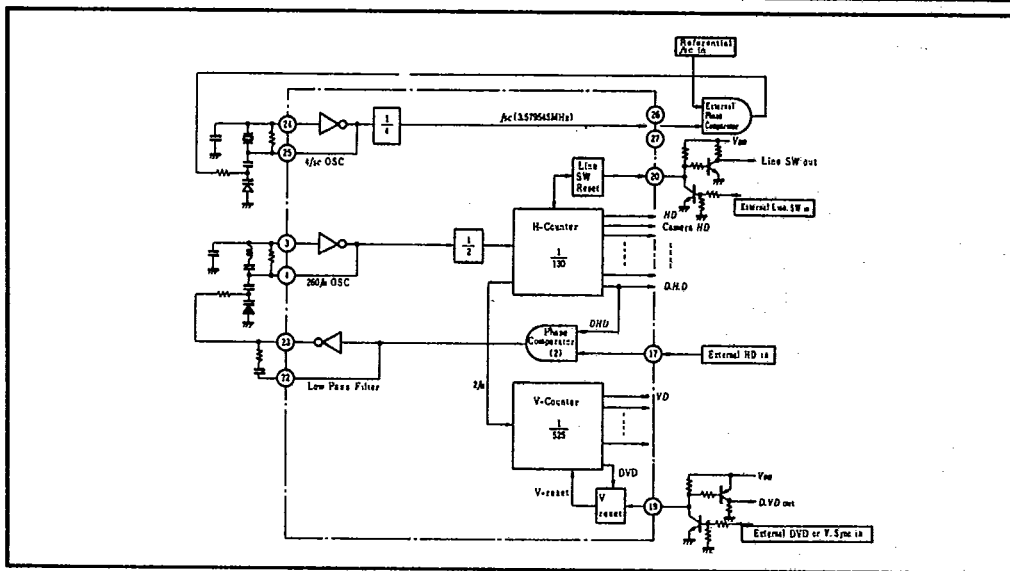 Referential
fsc in
External
Phase
Comparator
26
27
24
25
1
4
fsc (3.579545MHz)
4fsc OSC
VDD
Line SW out
Line
SW
Reset
20
External Line. SW in
3
4
1
2
260fH OSC
H-Counter
1
130
HD
Camera HD
D.H.D
DHD
Phase
Comparator
(2)
17
External HD in
23
22
Low Pass Filter
2fH
V-Counter
1
525
VD
DVD
V-reset
V
reset
19
VDD
D.VD out
External DVD or V. Sync in